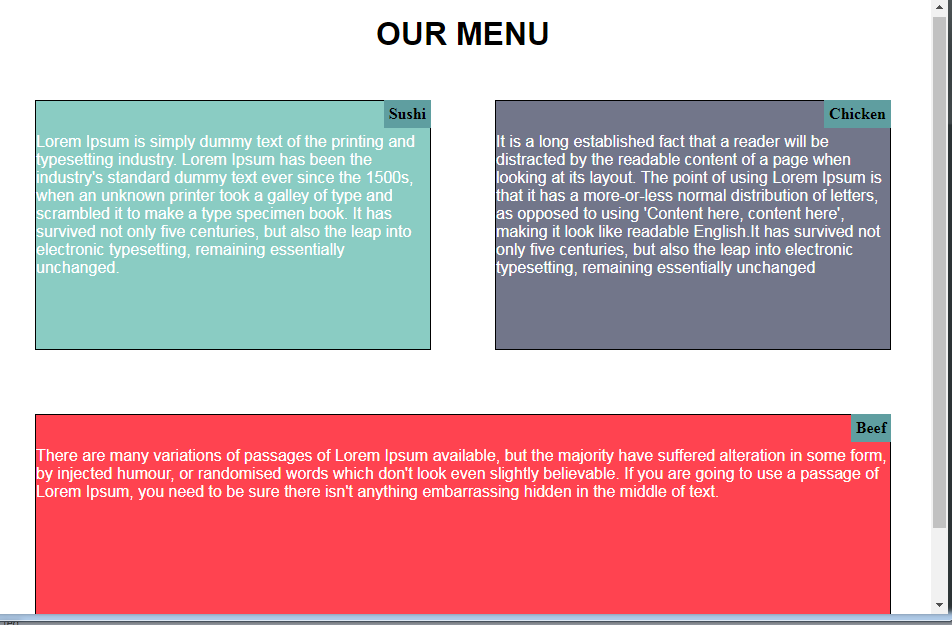 OUR MENU
Sushi
Lorem Ipsum is simply dummy text of the printing and
typesetting industry. Lorem Ipsum has been the
industry's standard dummy text ever since the 1500s,
when an unknown printer took a galley of type and
scrambled it to make a type specimen book. It has
survived not only five centuries, but also the leap into
electronic typesetting, remaining essentially
unchanged.
Chicken
It is a long established fact that a reader will be
distracted by the readable content of a page when
looking at its layout. The point of using Lorem Ipsum is
that it has a more-or-less normal distribution of letters,
as opposed to using 'Content here, content here',
making it look like readable English.It has survived not
only five centuries, but also the leap into electronic
typesetting, remaining essentially unchanged
Beef
There are many variations of passages of Lorem Ipsum available, but the majority have suffered alteration in some form,
by injected humour, or randomised words which don't look even slightly believable. If you are going to use a passage of
Lorem Ipsum, you need to be sure there isn't anything embarrassing hidden in the middle of text.